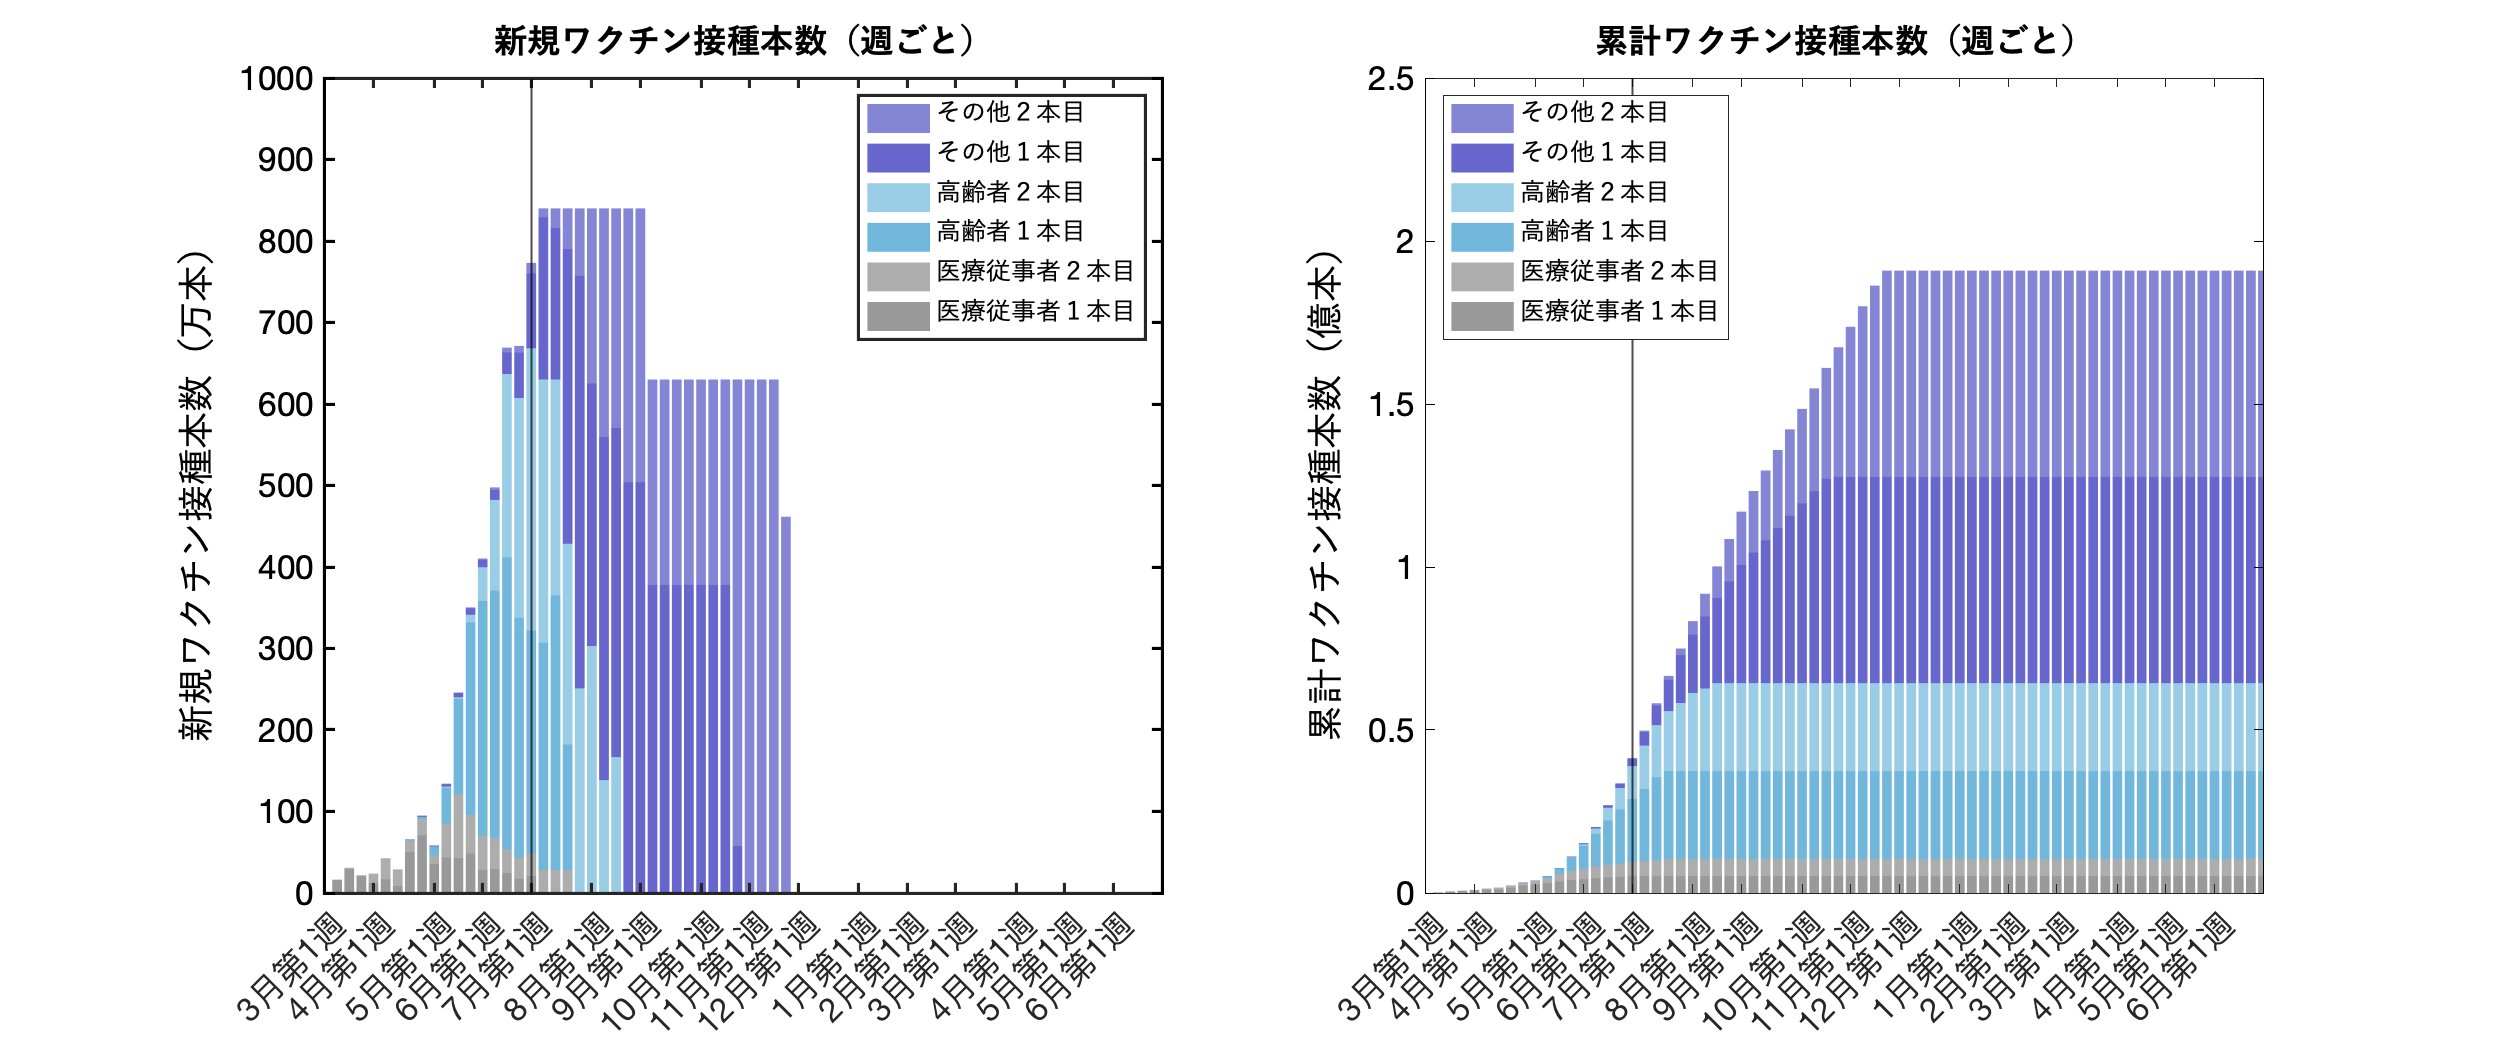 新規ワクチン接種本数（週ごと）
新規ワクチン接種本数（万本）
1000
900
800
700
600
500
400
300
200
100
0
その他２本目
その他１本目
高齢者２本目
高齢者１本目
医療従事者２本目
医療従事者１本目
3月第1週
4月第1週
5月第1週
6月第1週
7月第1週
8月第1週
9月第1週
10月第1週
11月第1週
12月第1週
1月第1週
2月第1週
3月第1週
4月第1週
5月第1週
6月第1週
累計ワクチン接種本数（週ごと）
累計ワクチン接種本数（億本）
2.5
2
1.5
1
0.5
0
その他２本目
その他１本目
高齢者２本目
高齢者１本目
医療従事者２本目
医療従事者１本目
3月第1週
4月第1週
5月第1週
6月第1週
7月第1週
8月第1週
9月第1週
10月第1週
11月第1週
12月第1週
1月第1週
2月第1週
3月第1週
4月第1週
5月第1週
6月第1週